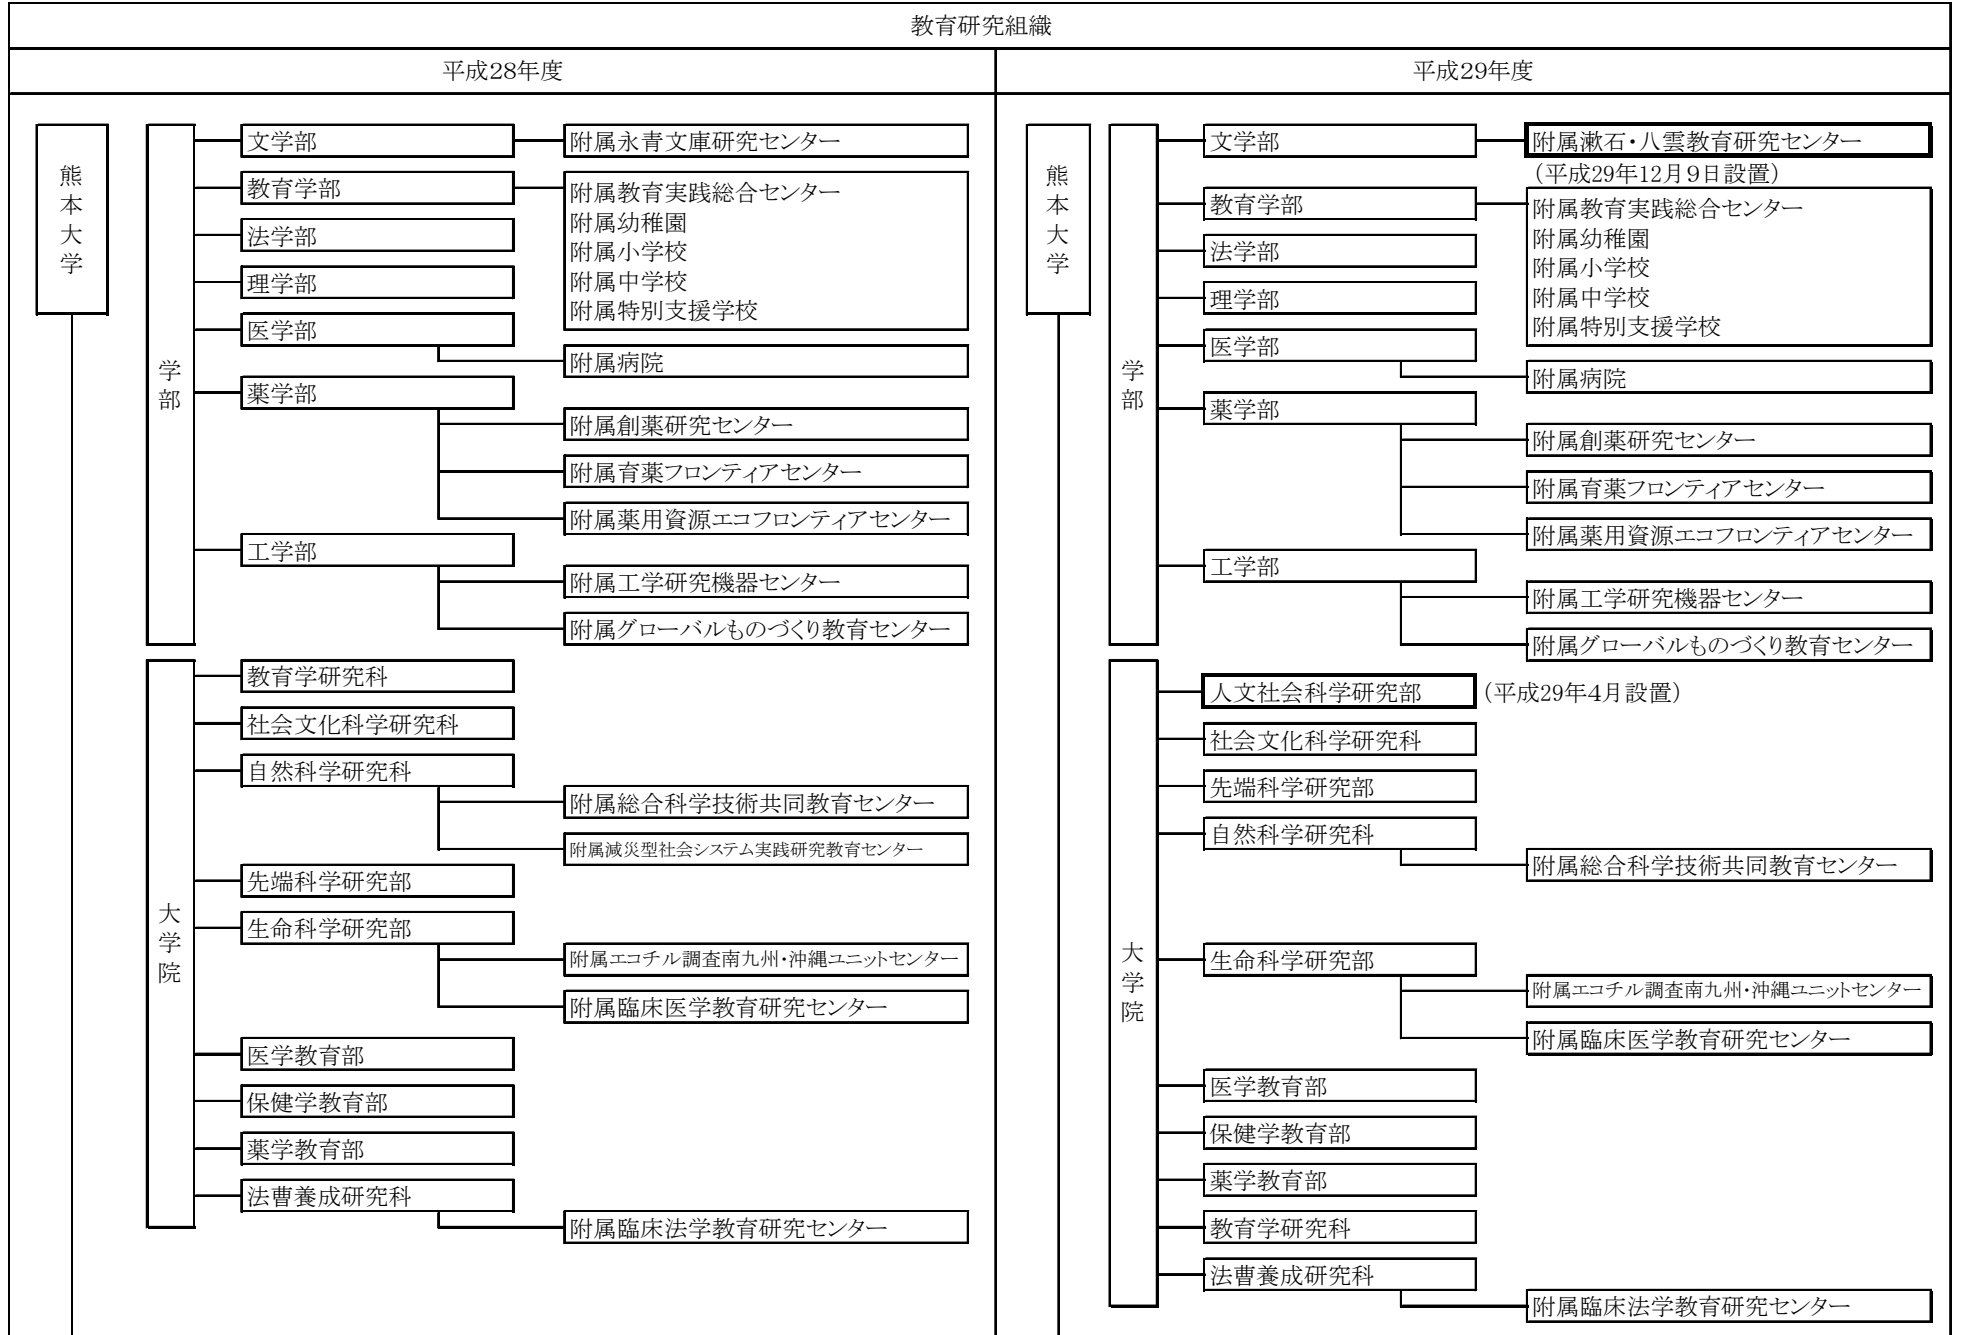 教育研究組織
平成28年度
熊本大学
学部
文学部
附属永青文庫研究センター
教育学部
附属教育実践総合センター
附属幼稚園
附属小学校
附属中学校
附属特別支援学校
法学部
理学部
医学部
附属病院
薬学部
附属創薬研究センター
附属育薬フロンティアセンター
附属薬用資源エコフロンティアセンター
工学部
附属工学研究機器センター
附属グローバルものづくり教育センター
大学院
教育学研究科
社会文化科学研究科
自然科学研究科
附属総合科学技術共同教育センター
附属減災型社会システム実践研究教育センター
先端科学研究部
生命科学研究部
附属エコチル調査南九州・沖縄ユニットセンター
附属臨床医学教育研究センター
医学教育部
保健学教育部
薬学教育部
法曹養成研究科
附属臨床法学教育研究センター
平成29年度
熊本大学
学部
文学部
附属漱石・八雲教育研究センター
(平成29年12月９日設置)
教育学部
附属教育実践総合センター
附属幼稚園
附属小学校
附属中学校
附属特別支援学校
法学部
理学部
医学部
附属病院
薬学部
附属創薬研究センター
附属育薬フロンティアセンター
附属薬用資源エコフロンティアセンター
工学部
附属工学研究機器センター
附属グローバルものづくり教育センター
大学院
人文社会科学研究部
(平成29年4月設置)
社会文化科学研究科
先端科学研究部
自然科学研究科
附属総合科学技術共同教育センター
生命科学研究部
附属エコチル調査南九州・沖縄ユニットセンター
附属臨床医学教育研究センター
医学教育部
保健学教育部
薬学教育部
教育学研究科
法曹養成研究科
附属臨床法学教育研究センター